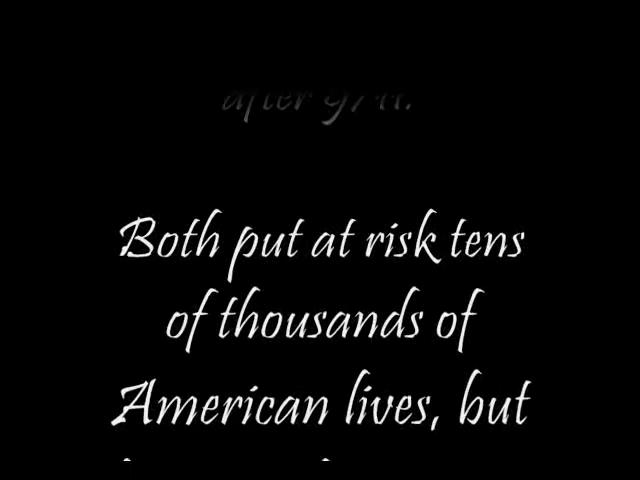 after 9/11.
Both put at risk tens
of thousands of
American lives, but